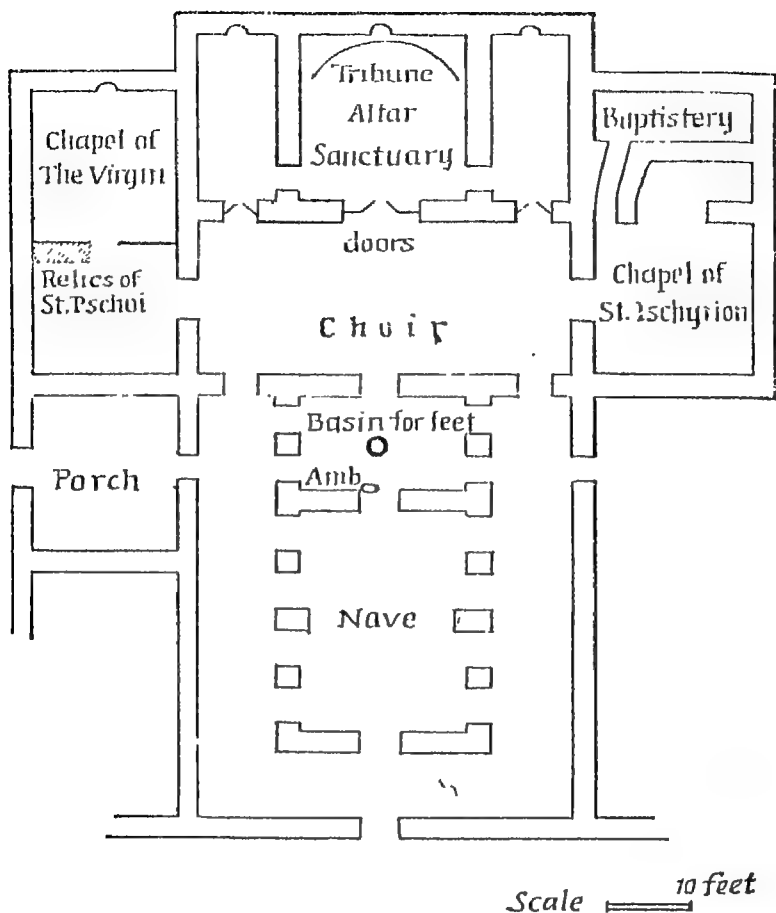 Tribune
Altar
Sanctuary
Baptistery
Chapel of
The Virgin
doors
Relics of
St. Pschoi
Chapel of
St. Ischyrion
Choir
Basin for feet
Porch
Amb
Nave
10 feet
Scale